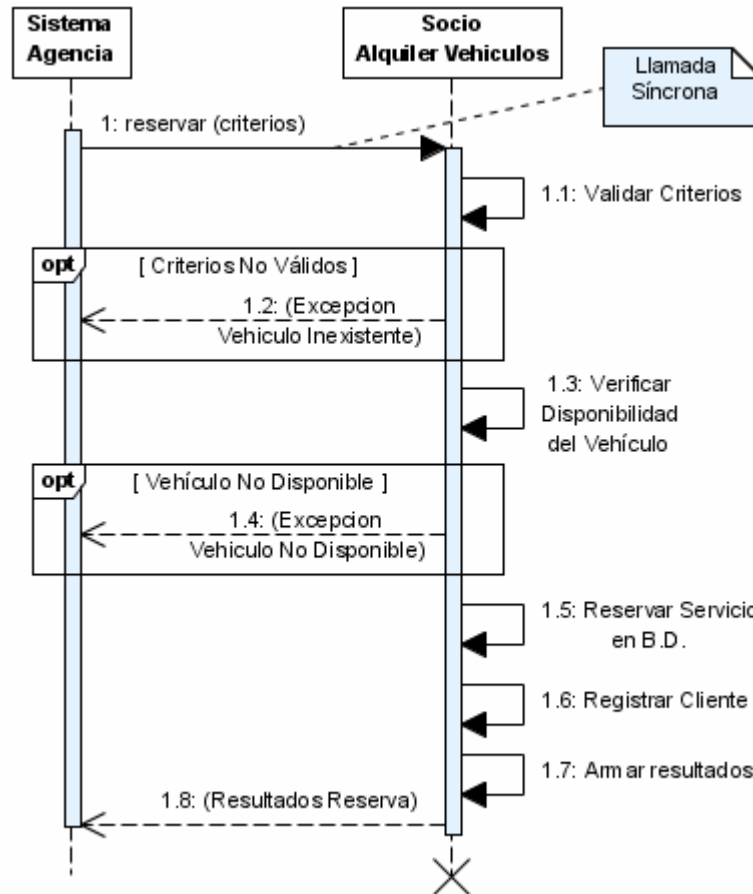 Sistema
Agencia
Socio
Alquiler Vehiculos
Llamada
Síncrona
1: reservar (criterios)
1.1: Validar Criterios
opt
[ Criterios No Válidos ]
1.2: (Excepcion
Vehiculo Inexistente)
1.3: Verificar
Disponibilidad
del Vehículo
opt
[ Vehículo No Disponible ]
1.4: (Excepcion
Vehiculo No Disponible)
1.5: Reservar Servicio
en B.D.
1.6: Registrar Cliente
1.7: Armar resultados
1.8: (Resultados Reserva)